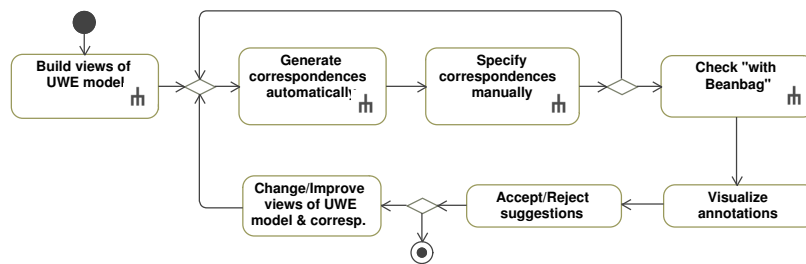 Build views of
UWE model
Generate
correspondences
automatically
Specify
correspondences
manually
Check "with
Beanbag"
Change/Improve
views of UWE
model & corresp.
Accept/Reject
suggestions
Visualize
annotations